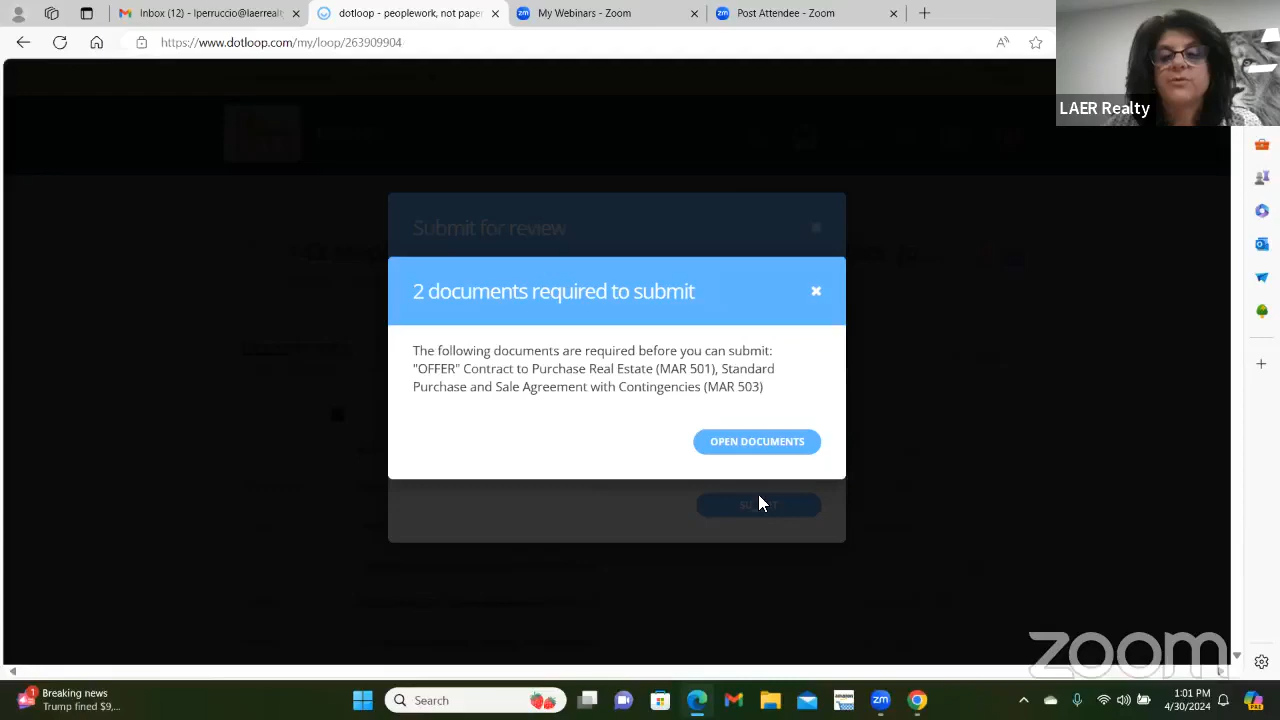 Inbox (12) - lperruccio@laerrealt
dotloop - peoplework, not paper
My Webinars - Zoom
Post Attendee - Zoom
https://www.dotloop.com/my/loop/263909904
LAER Realty
Submit for review
2 documents required to submit
The following documents are required before you can submit:
"OFFER" Contract to Purchase Real Estate (MAR 501), Standard
Purchase and Sale Agreement with Contingencies (MAR 503)
OPEN DOCUMENTS
SUBMIT
zoom
1
Breaking news
Trump fined $9,...
Search
zm
1:01 PM
4/30/2024